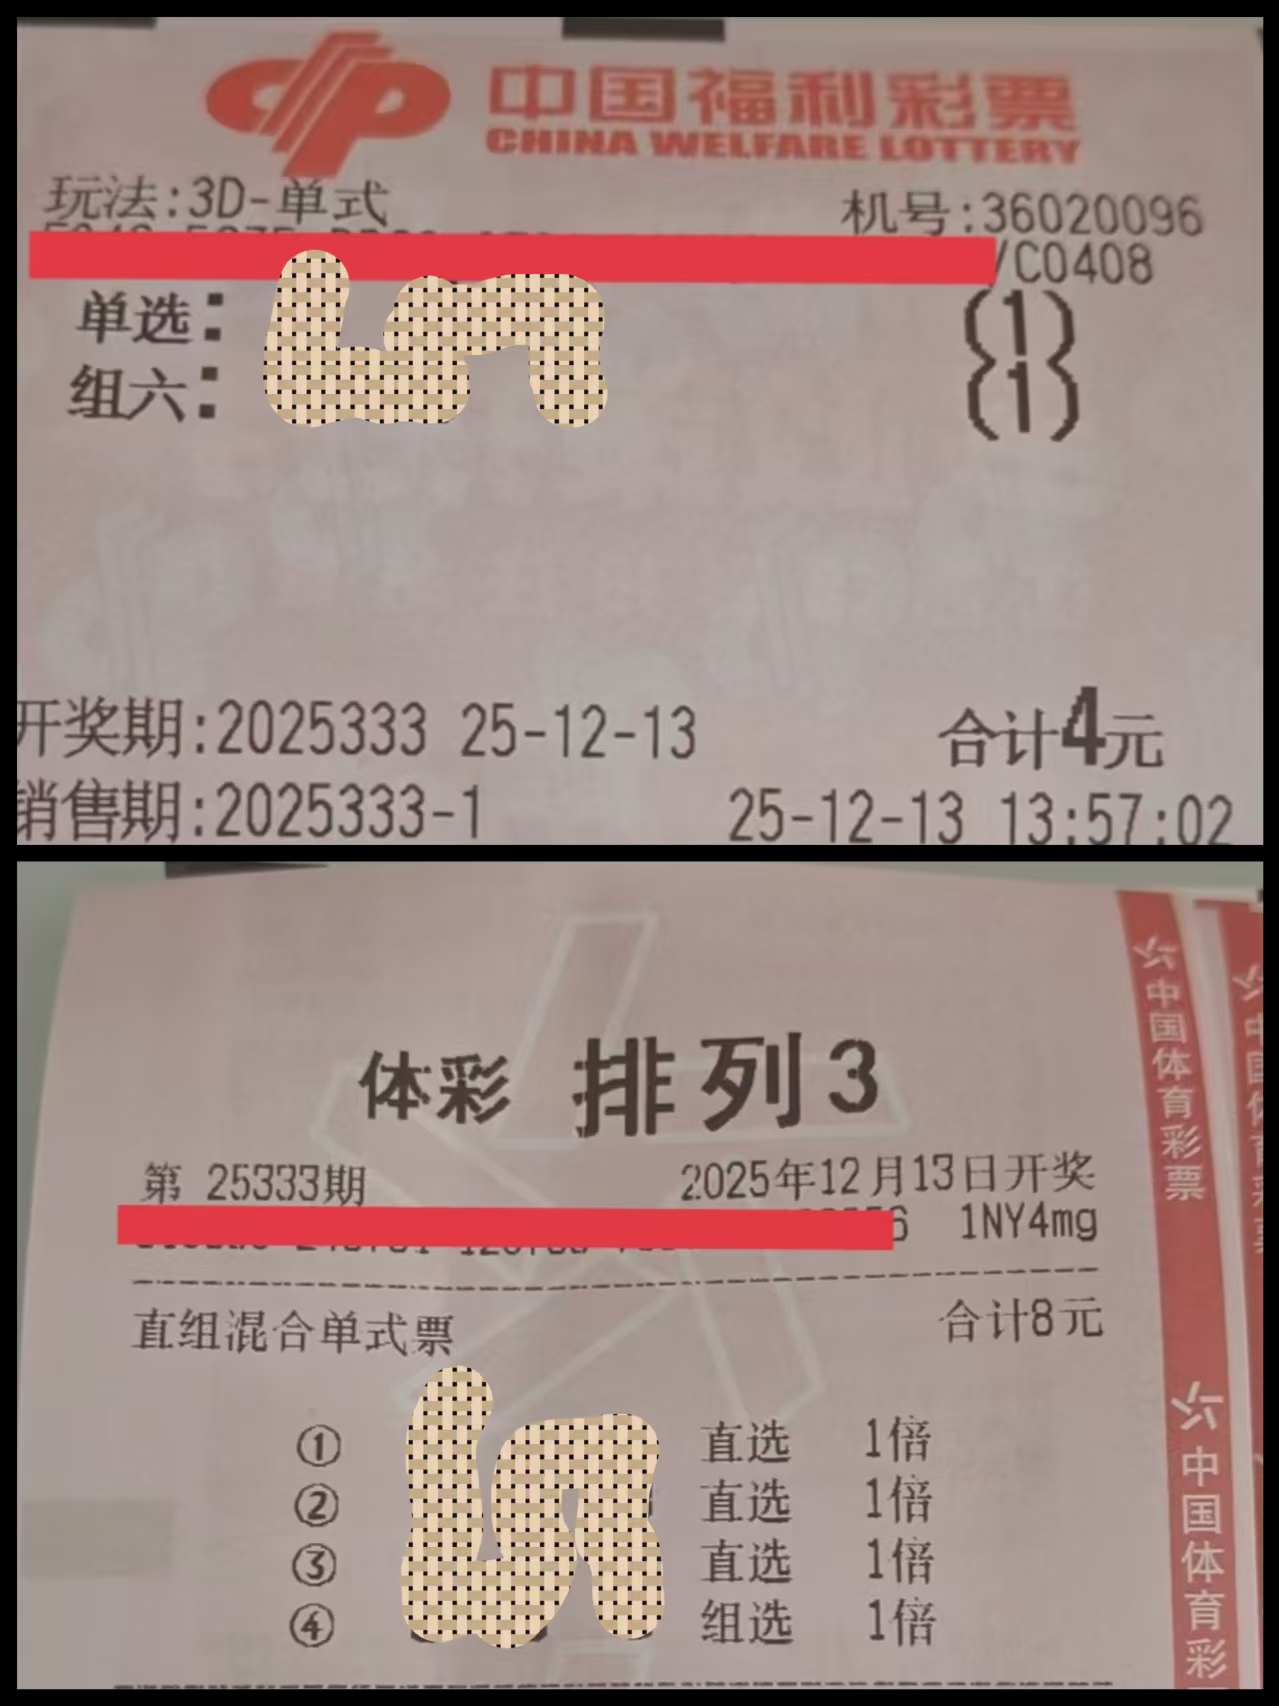 中国福利彩票
CHINA WELFARE LOTTERY
玩法:3D-单式 机号:36020096
/C0408
单选: (1)
组六: (1)
开奖期:2025333 25-12-13 合计4元
销售期:2025333-1 25-12-13 13:57:02
体彩 排列3
第 25333期 2025年12月13日开奖
6 1NY4mg
直组混合单式票 合计8元
① 直选 1倍
② 直选 1倍
③ 直选 1倍
④ 组选 1倍
中国体育彩票
中国体育彩